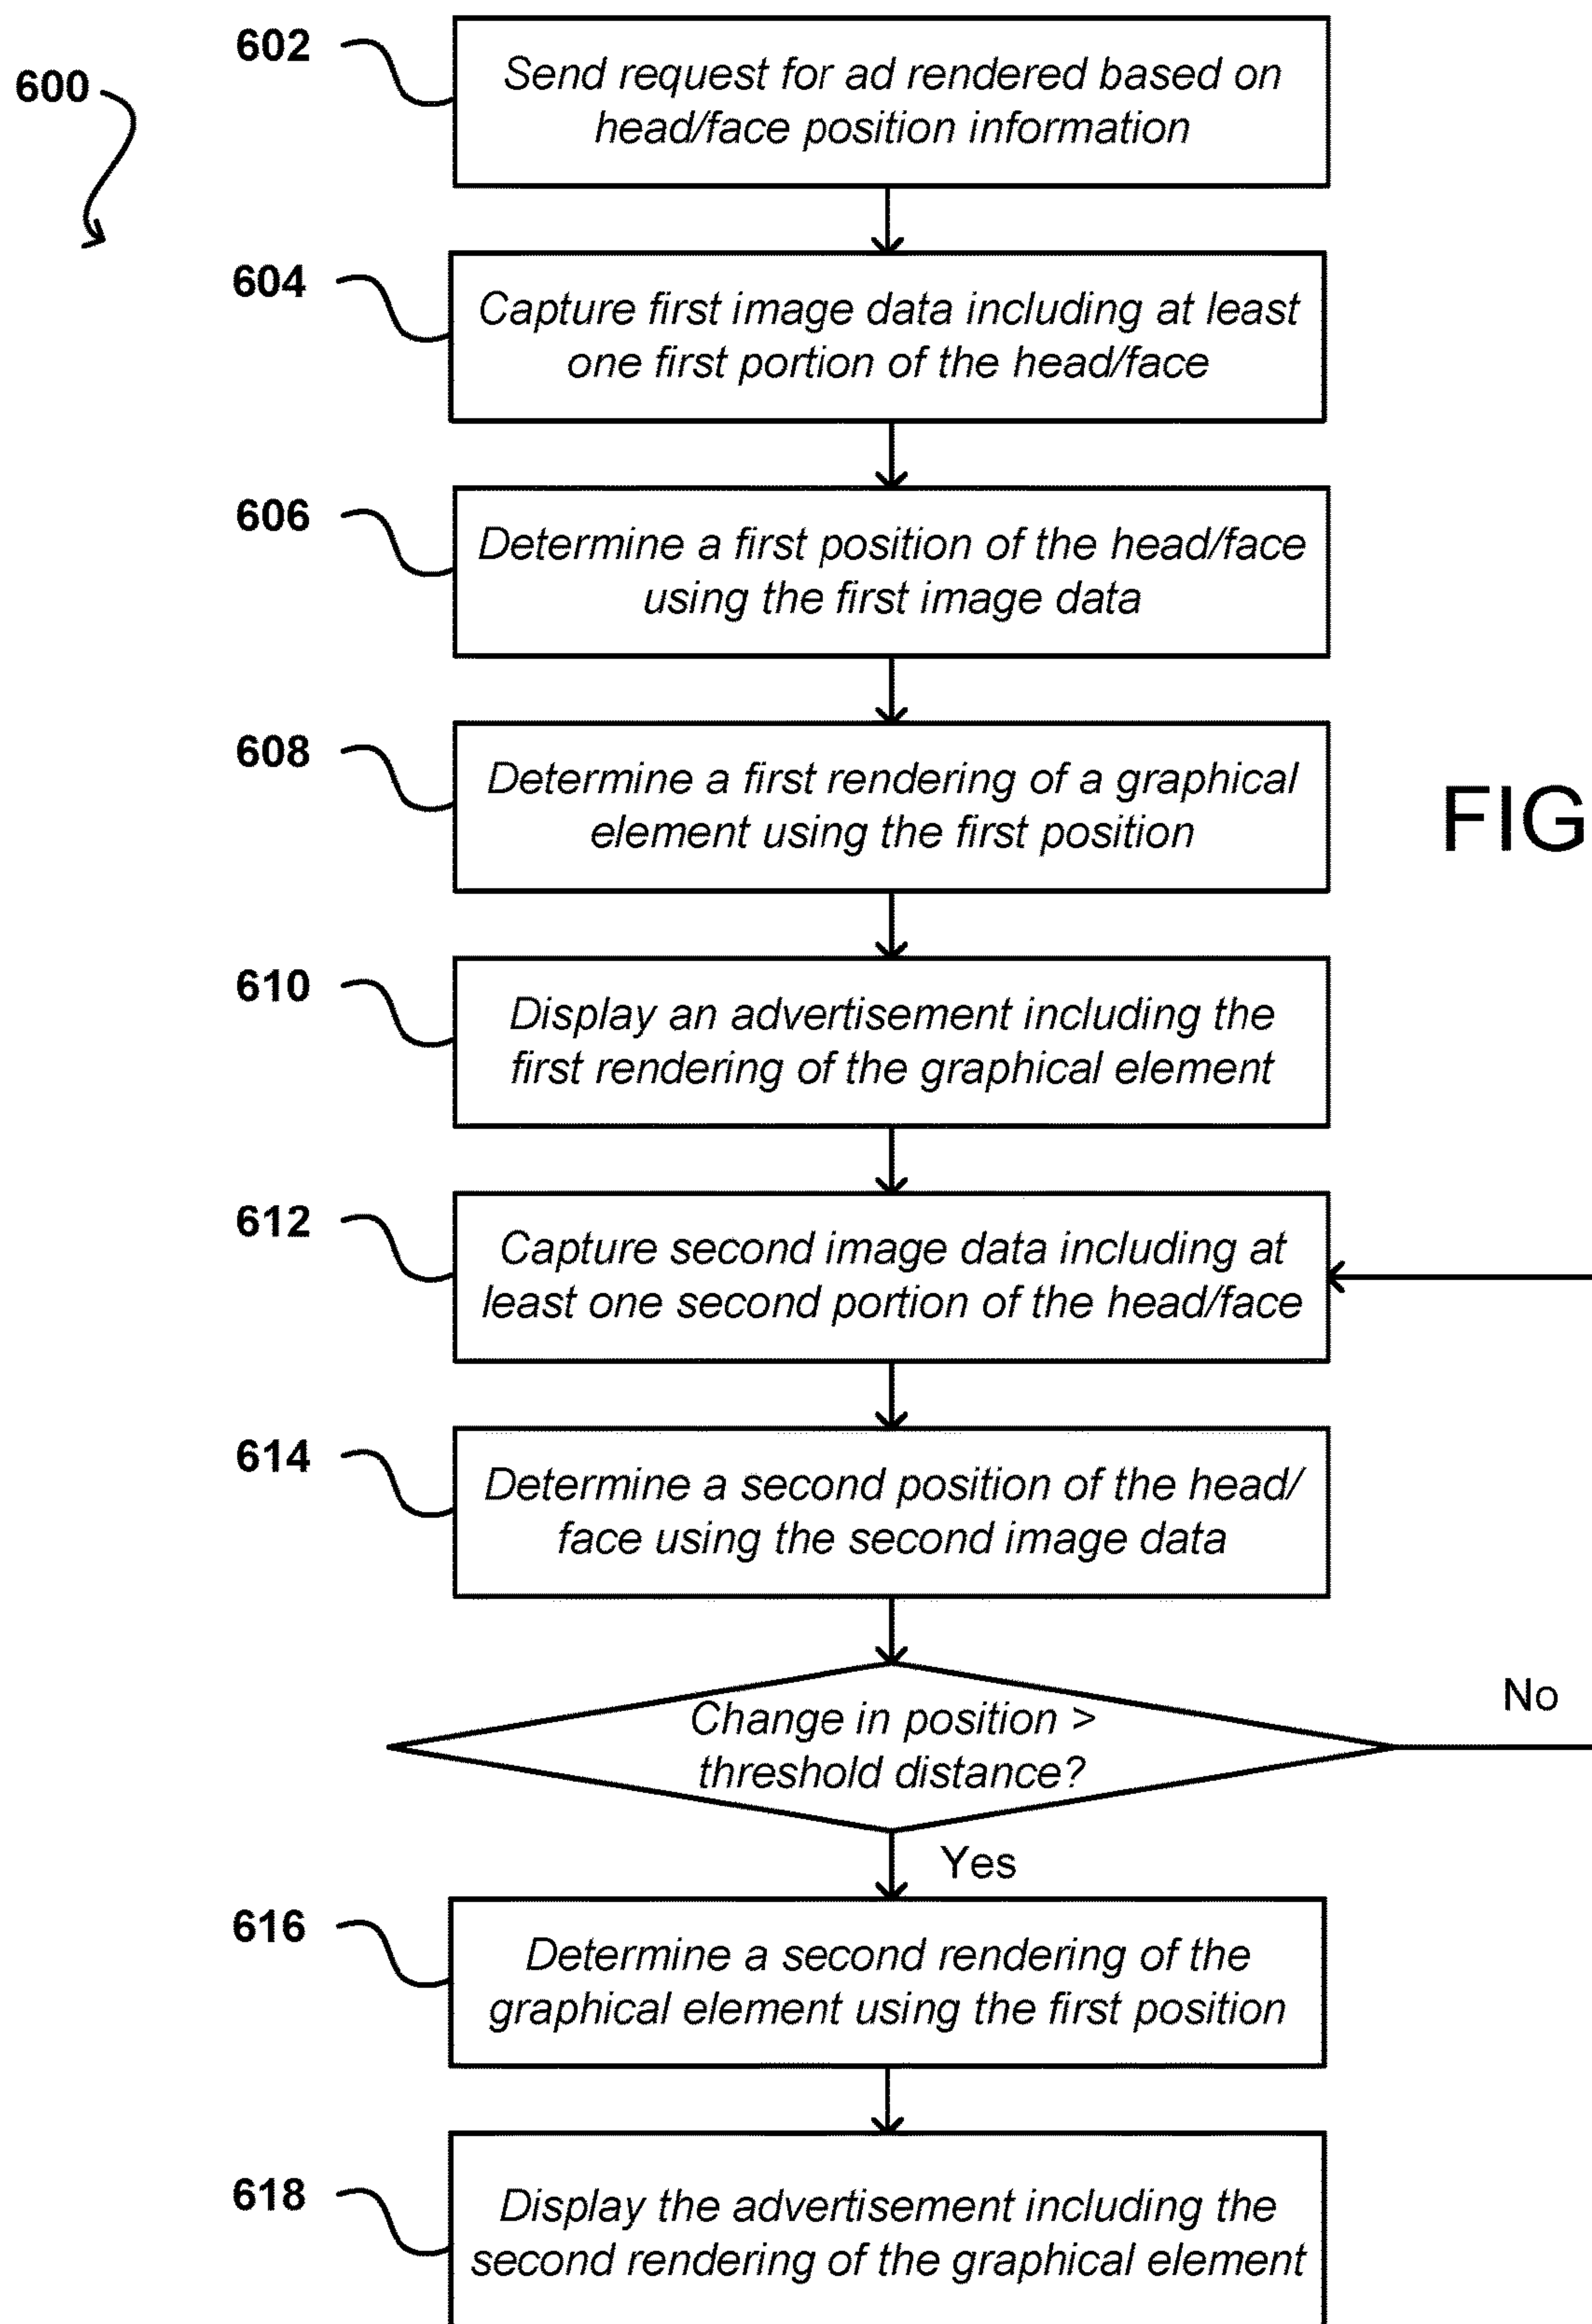 600
602
Send request for ad rendered based on
head/face position information
604
Capture first image data including at least
one first portion of the head/face
606
Determine a first position of the head/face
using the first image data
608
Determine a first rendering of a graphical
element using the first position
FIG
610
Display an advertisement including the
first rendering of the graphical element
612
Capture second image data including at
least one second portion of the head/face
614
Determine a second position of the head/
face using the second image data
Change in position >
threshold distance?
No
Yes
616
Determine a second rendering of the
graphical element using the first position
618
Display the advertisement including the
second rendering of the graphical element